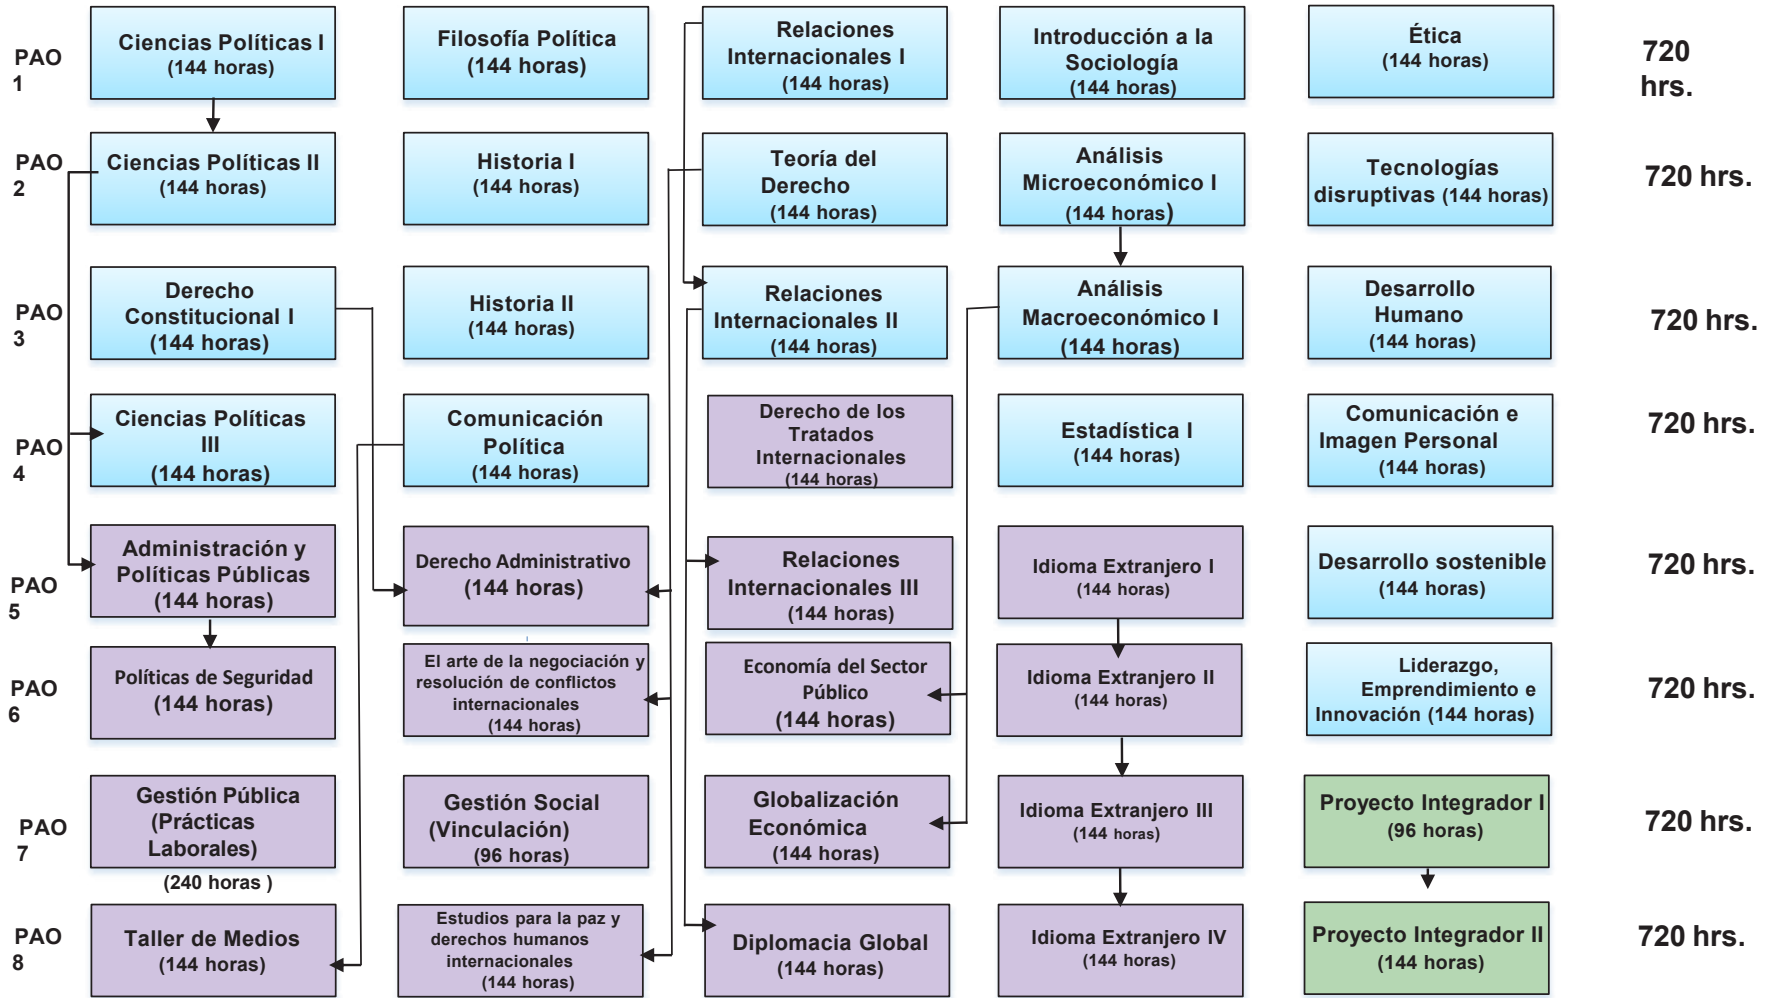 PAO
1
Ciencias Políticas I
(144 horas)
Filosofía Política
(144 horas)
Relaciones
Internacionales I
(144 horas)
Introducción a la
Sociología
(144 horas)
Ética
(144 horas)
720
hrs.
PAO
2
Ciencias Políticas II
(144 horas)
Historia I
(144 horas)
Teoría del
Derecho
(144 horas)
Análisis
Microeconómico I
(144 horas)
Tecnologías
disruptivas (144 horas)
720 hrs.
PAO
3
Derecho
Constitucional I
(144 horas)
Historia II
(144 horas)
Relaciones
Internacionales II
(144 horas)
Análisis
Macroeconómico I
(144 horas)
Desarrollo
Humano
(144 horas)
720 hrs.
PAO
4
Ciencias Políticas
III
(144 horas)
Comunicación
Política
(144 horas)
Derecho de los
Tratados
Internacionales
(144 horas)
Estadística I
(144 horas)
Comunicación e
Imagen Personal
(144 horas)
720 hrs.
PAO
5
Administración y
Políticas Públicas
(144 horas)
Derecho Administrativo
(144 horas)
Relaciones
Internacionales III
(144 horas)
Idioma Extranjero I
(144 horas)
Desarrollo sostenible
(144 horas)
720 hrs.
PAO
6
Políticas de Seguridad
(144 horas)
El arte de la negociación y
resolución de conflictos
internacionales
(144 horas)
Economía del Sector
Público
(144 horas)
Idioma Extranjero II
(144 horas)
Liderazgo,
Emprendimiento e
Innovación (144 horas)
720 hrs.
PAO
7
Gestión Pública
(Prácticas
Laborales)
(240 horas )
Gestión Social
(Vinculación)
(96 horas)
Globalización
Económica
(144 horas)
Idioma Extranjero III
(144 horas)
Proyecto Integrador I
(96 horas)
720 hrs.
PAO
8
Taller de Medios
(144 horas)
Estudios para la paz y
derechos humanos
internacionales
(144 horas)
Diplomacia Global
(144 horas)
Idioma Extranjero IV
(144 horas)
Proyecto Integrador II
(144 horas)
720 hrs.